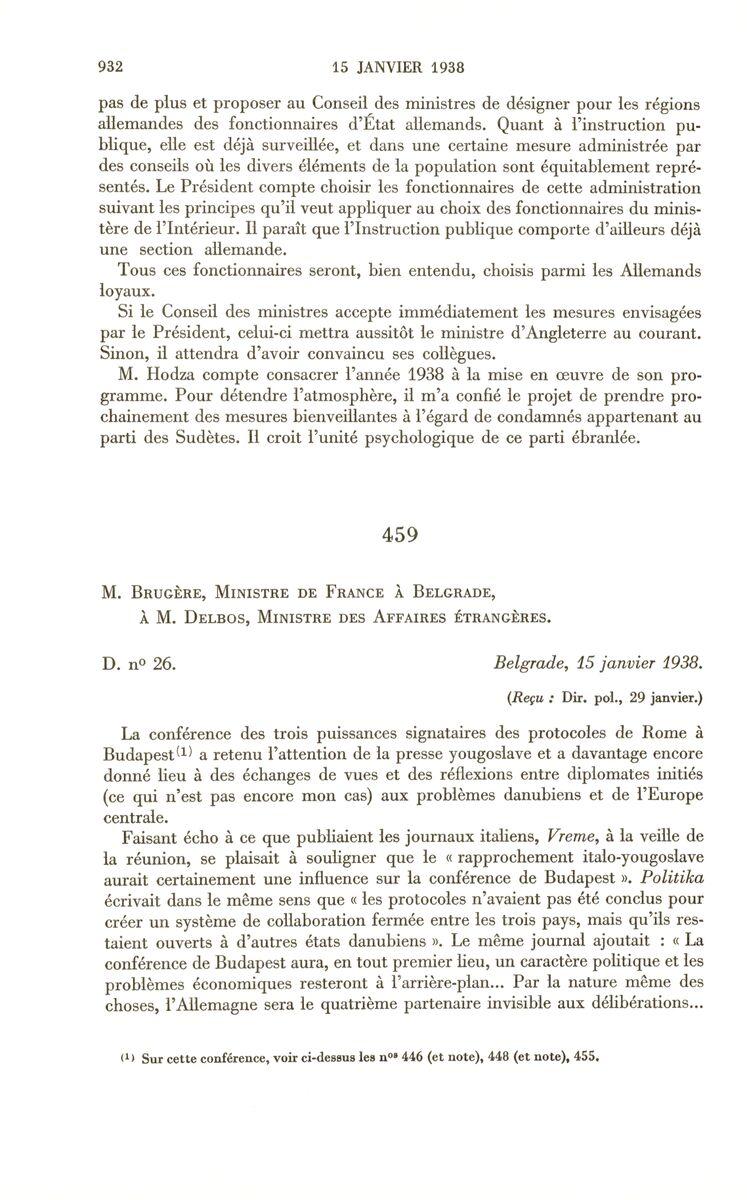 932 15 JANVIER 1938
pas de plus et proposer au Conseil des ministres de désigner pour les régions
allemandes des fonctionnaires d'État allemands. Quant à l'instruction pu-
blique, elle est déjà surveillée, et dans une certaine mesure administrée par
des conseils où les divers éléments de la population sont équitablement repré-
sentés. Le Président compte choisir les fonctionnaires de cette administration
suivant les principes qu'il veut appliquer au choix des fonctionnaires du minis-
tère de l'Intérieur. Il paraît que l'Instruction publique comporte d'ailleurs déjà
une section allemande.
Tous ces fonctionnaires seront, bien entendu, choisis parmi les Allemands
loyaux.
Si le Conseil des ministres accepte immédiatement les mesures envisagées
par le Président, celui-ci mettra aussitôt le ministre d'Angleterre au courant.
Sinon, il attendra d'avoir convaincu ses collègues.
M. Hodza compte consacrer l'année 1938 à la mise en œuvre de son pro-
gramme. Pour détendre l'atmosphère, il m'a confié le projet de prendre pro-
chainement des mesures bienveillantes à l'égard de condamnés appartenant au
parti des Sudètes. Il croit l'unité psychologique de ce parti ébranlée.
459
M. Brugère, Ministre de France à Belgrade,
à M. Delbos, Ministre des Affaires étrangères.
D. nº 26. Belgrade, 15 janvier 1938.
(Reçu : Dir. pol., 29 janvier.)
La conférence des trois puissances signataires des protocoles de Rome à
Budapest(1) a retenu l'attention de la presse yougoslave et a davantage encore
donné lieu à des échanges de vues et des réflexions entre diplomates initiés
(ce qui n'est pas encore mon cas) aux problèmes danubiens et de l'Europe
centrale.
Faisant écho à ce que publiaient les journaux italiens, Vreme, à la veille de
la réunion, se plaisait à souligner que le « rapprochement italo-yougoslave
aurait certainement une influence sur la conférence de Budapest ». Politika
écrivait dans le même sens que « les protocoles n'avaient pas été conclus pour
créer un système de collaboration fermée entre les trois pays, mais qu'ils res-
taient ouverts à d'autres états danubiens ». Le même journal ajoutait : « La
conférence de Budapest aura, en tout premier lieu, un caractère politique et les
problèmes économiques resteront à l'arrière-plan... Par la nature même des
choses, l'Allemagne sera le quatrième partenaire invisible aux délibérations...
(1) Sur cette conférence, voir ci-dessus les nos 446 (et note), 448 (et note), 455.